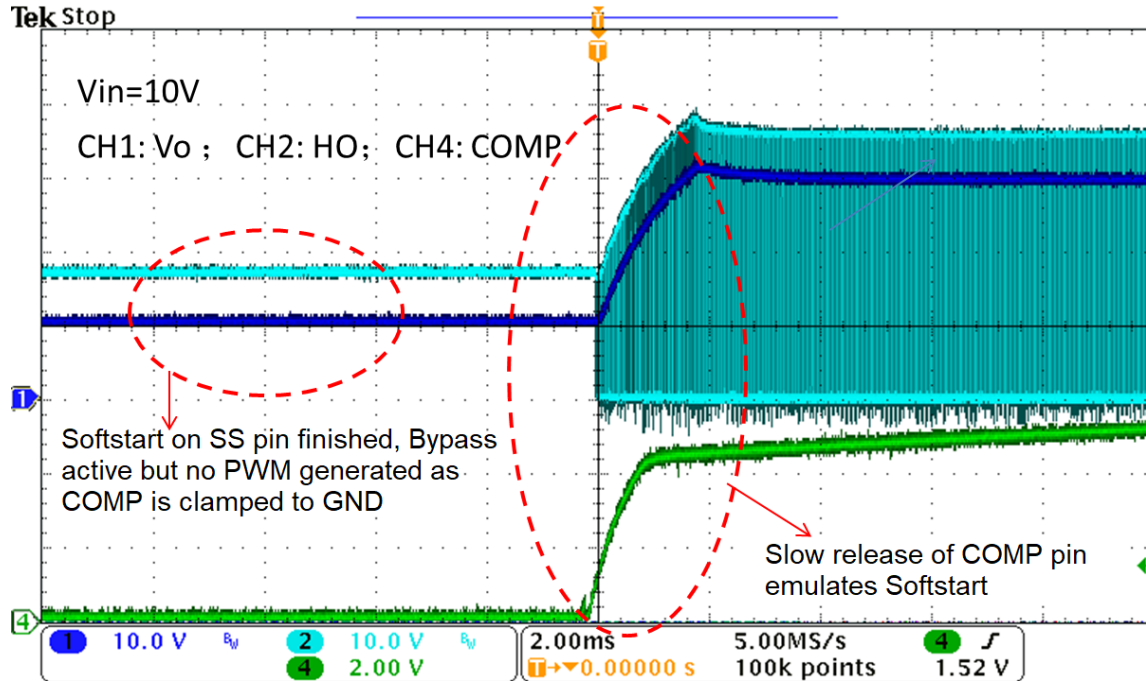 Tek Stop
T
T
Vin=10V
CH1: Vo ; CH2: HO; CH4: COMP
1
Softstart on SS pin finished, Bypass
active but no PWM generated as
COMP is clamped to GND
Slow release of COMP pin
emulates Softstart
4
1 10.0 V BW 2 10.0 V BW
4 2.00 V
2.00ms 5.00MS/s 4
T→▼0.00000 s 100k points 1.52 V